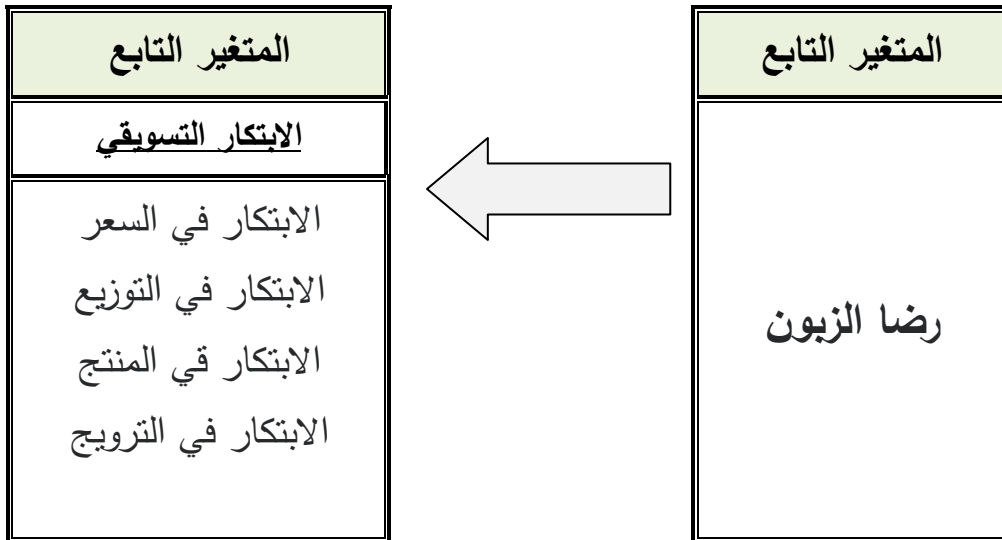 المتغير التابع
رضا الزبون
المتغير التابع
الابتكار التسويقي
الابتكار في السعر
الابتكار في التوزيع
الابتكار قي المنتج
الابتكار في الترويج